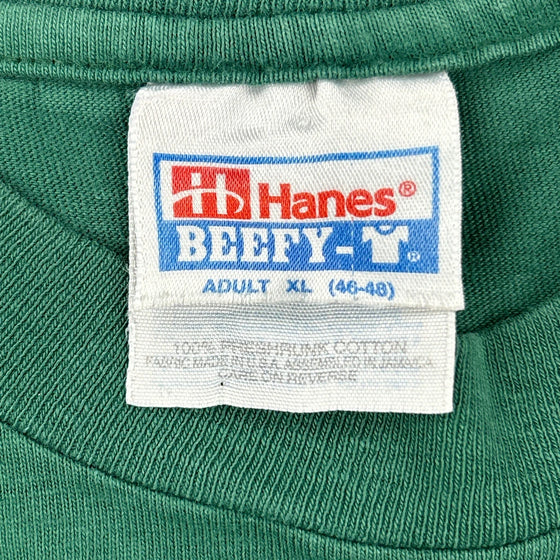 Hanes®
BEEFY-®
ADULT XL (46-48)
100% PRESHRUNK COTTON
FABRIC MADE IN U.S.A. ASSEMBLED IN JAMAICA
CARE ON REVERSE